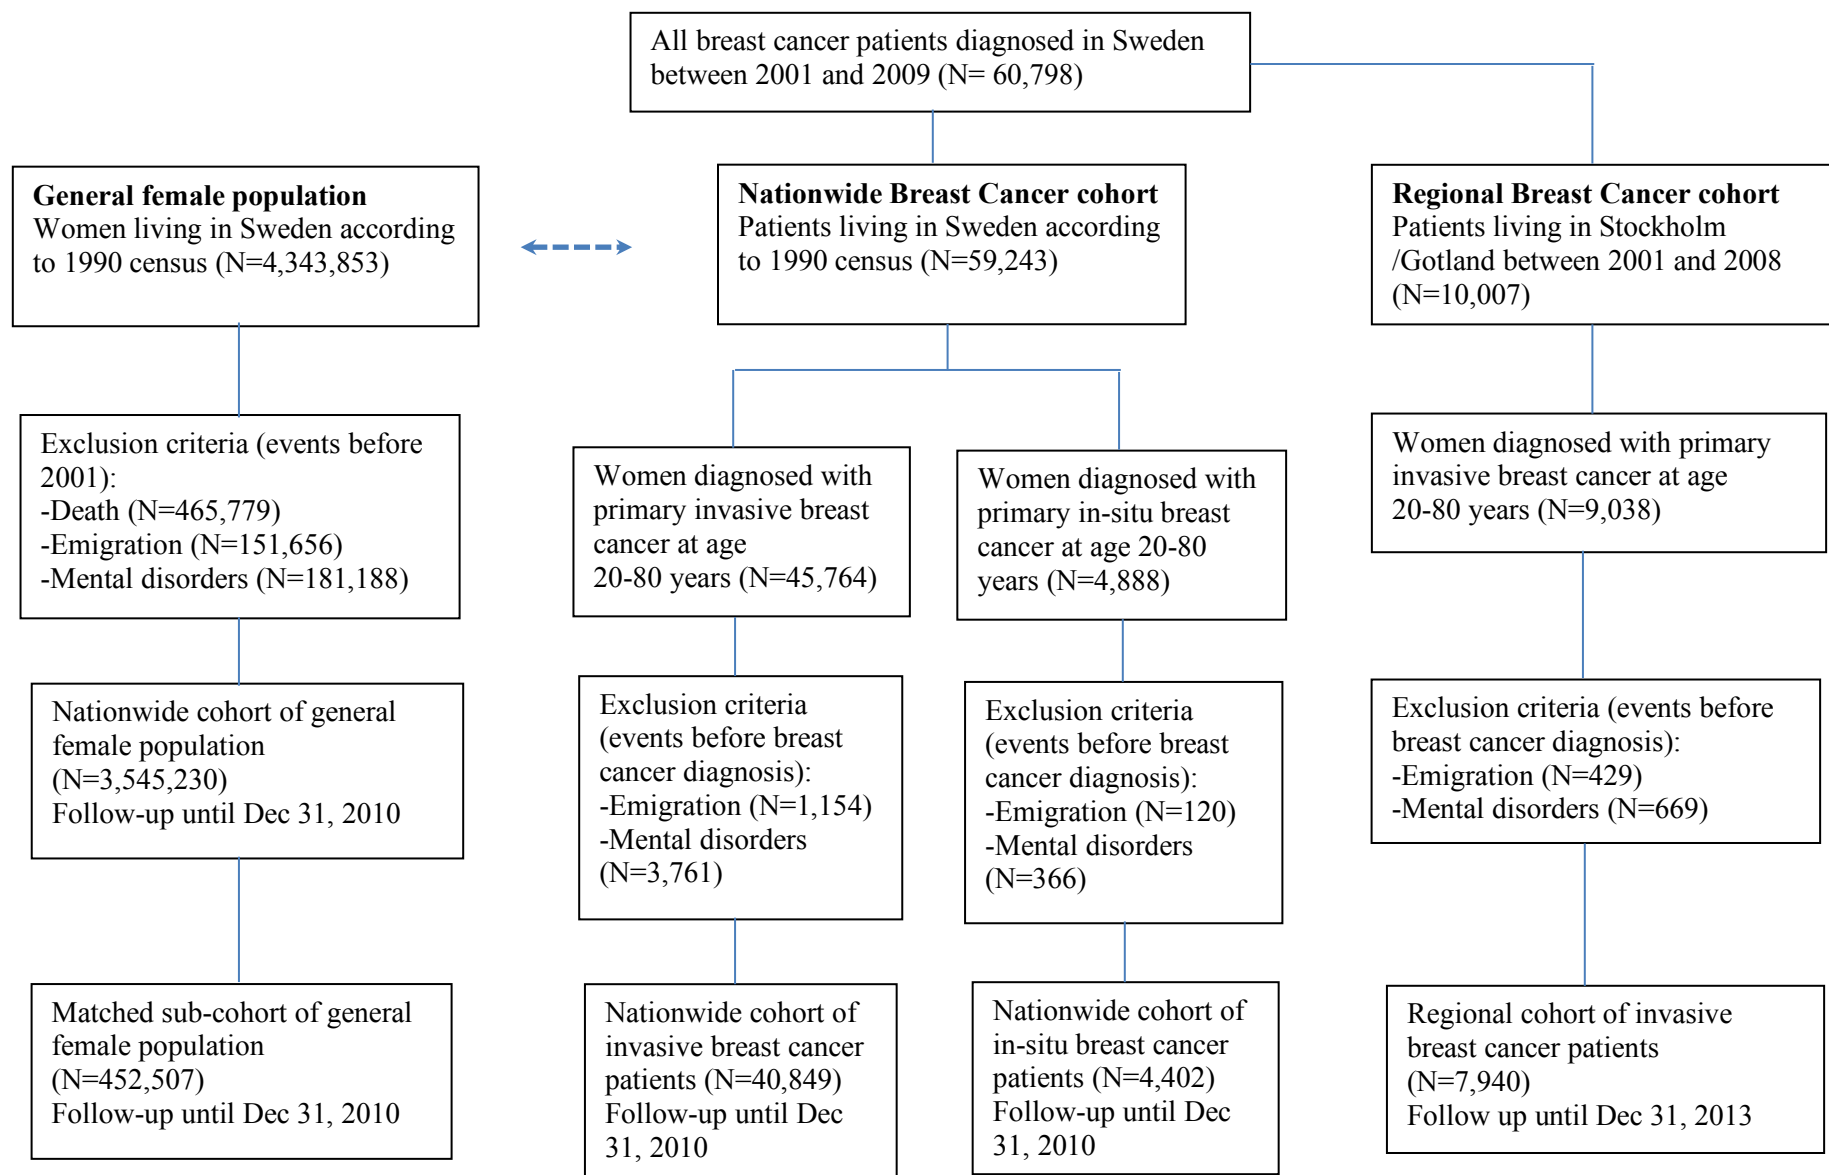 All breast cancer patients diagnosed in Sweden
between 2001 and 2009 (N= 60,798)
General female population
Women living in Sweden according
to 1990 census (N=4,343,853)
Nationwide Breast Cancer cohort
Patients living in Sweden according
to 1990 census (N=59,243)
Regional Breast Cancer cohort
Patients living in Stockholm
/Gotland between 2001 and 2008
(N=10,007)
Exclusion criteria (events before
2001):
-Death (N=465,779)
-Emigration (N=151,656)
-Mental disorders (N=181,188)
Women diagnosed with
primary invasive breast
cancer at age
20-80 years (N=45,764)
Women diagnosed with
primary in-situ breast
cancer at age 20-80
years (N=4,888)
Women diagnosed with primary
invasive breast cancer at age
20-80 years (N=9,038)
Nationwide cohort of general
female population
(N=3,545,230)
Follow-up until Dec 31, 2010
Exclusion criteria
(events before breast
cancer diagnosis):
-Emigration (N=1,154)
-Mental disorders
(N=3,761)
Exclusion criteria
(events before breast
cancer diagnosis):
-Emigration (N=120)
-Mental disorders
(N=366)
Exclusion criteria (events before
breast cancer diagnosis):
-Emigration (N=429)
-Mental disorders (N=669)
Matched sub-cohort of general
female population
(N=452,507)
Follow-up until Dec 31, 2010
Nationwide cohort of
invasive breast cancer
patients (N=40,849)
Follow-up until Dec
31, 2010
Nationwide cohort of
in-situ breast cancer
patients (N=4,402)
Follow-up until Dec
31, 2010
Regional cohort of invasive
breast cancer patients
(N=7,940)
Follow up until Dec 31, 2013